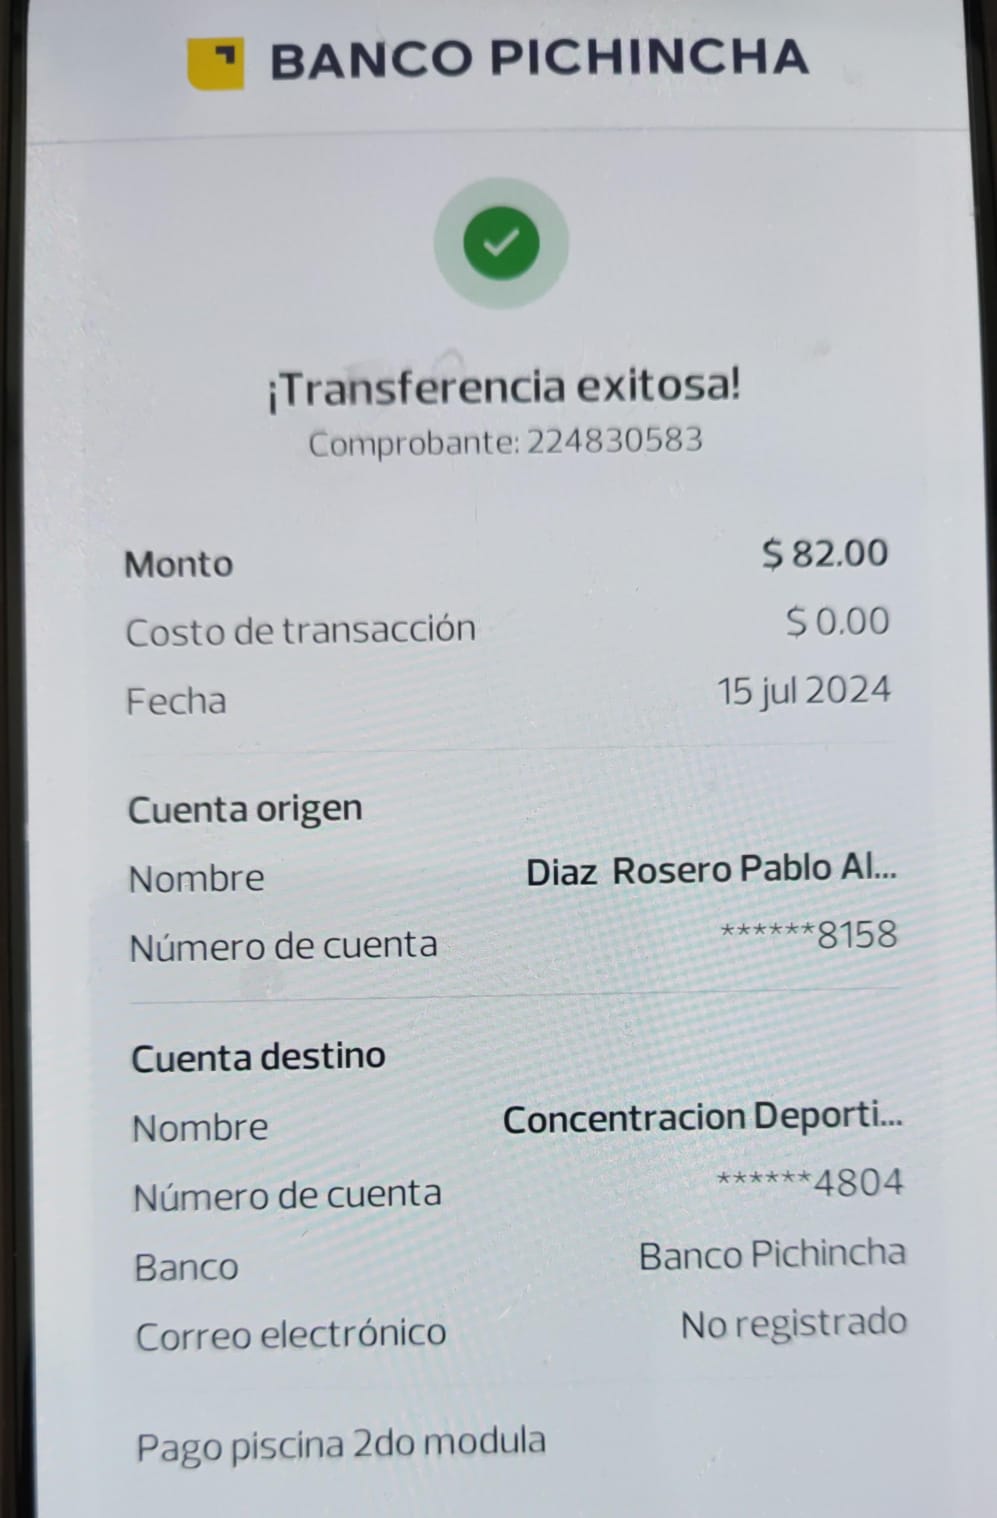 BANCO PICHINCHA
¡Transferencia exitosa!
Comprobante: 224830583
Monto $ 82.00
Costo de transacción $ 0.00
Fecha 15 jul 2024
Cuenta origen
Nombre Diaz Rosero Pablo Al...
Número de cuenta ******8158
Cuenta destino
Nombre Concentracion Deporti...
Número de cuenta ******4804
Banco Banco Pichincha
Correo electrónico No registrado
Pago piscina 2do modula